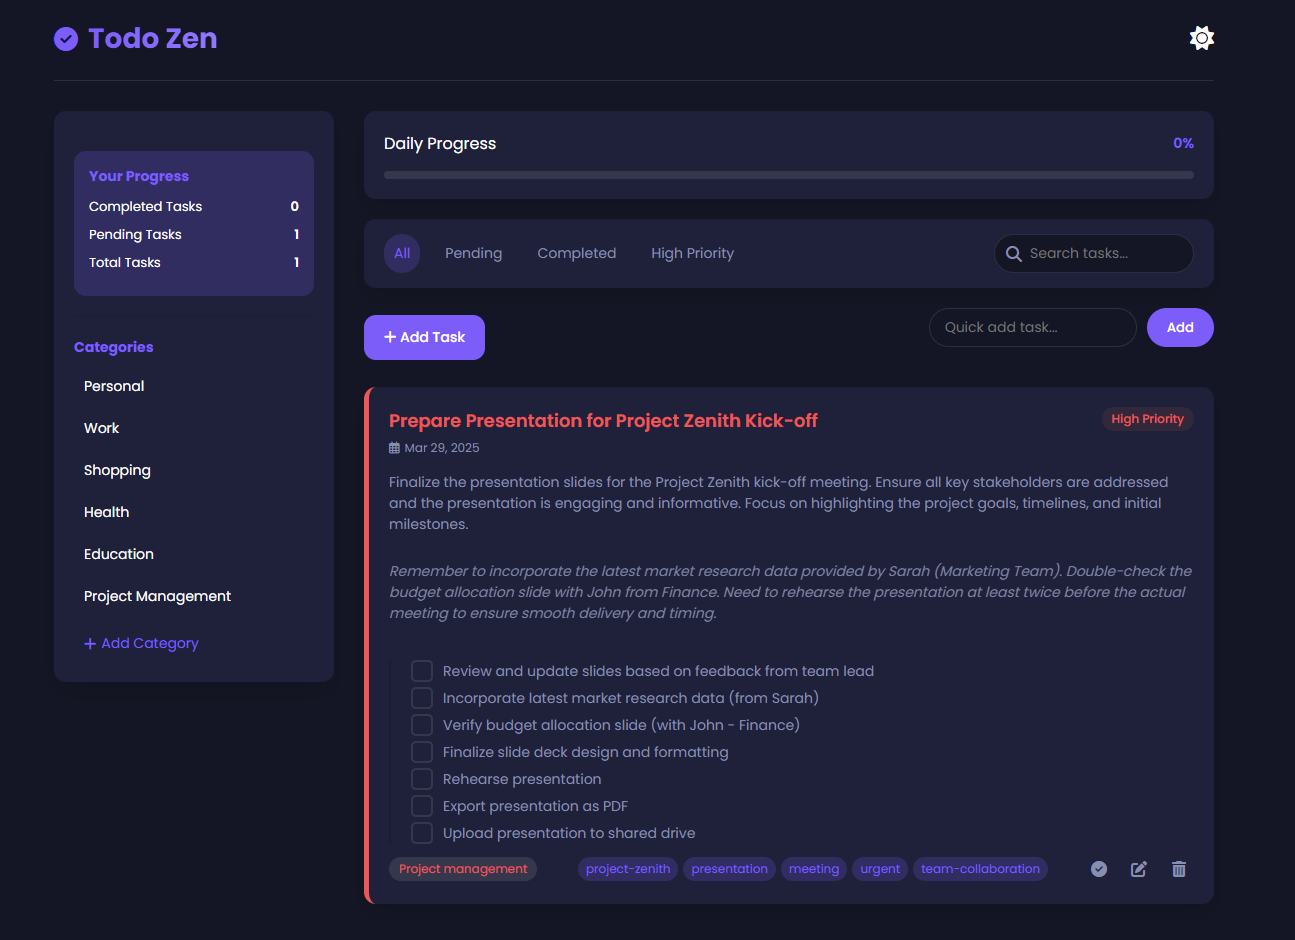 Todo Zen
Your Progress
Completed Tasks 0
Pending Tasks 1
Total Tasks 1
Categories
Personal
Work
Shopping
Health
Education
Project Management
+ Add Category
Daily Progress 0%
All Pending Completed High Priority Search tasks...
+ Add Task Quick add task... Add
Prepare Presentation for Project Zenith Kick-off High Priority
Mar 29, 2025
Finalize the presentation slides for the Project Zenith kick-off meeting. Ensure all key stakeholders are addressed
and the presentation is engaging and informative. Focus on highlighting the project goals, timelines, and initial
milestones.
Remember to incorporate the latest market research data provided by Sarah (Marketing Team). Double-check the
budget allocation slide with John from Finance. Need to rehearse the presentation at least twice before the actual
meeting to ensure smooth delivery and timing.
Review and update slides based on feedback from team lead
Incorporate latest market research data (from Sarah)
Verify budget allocation slide (with John - Finance)
Finalize slide deck design and formatting
Rehearse presentation
Export presentation as PDF
Upload presentation to shared drive
Project management project-zenith presentation meeting urgent team-collaboration